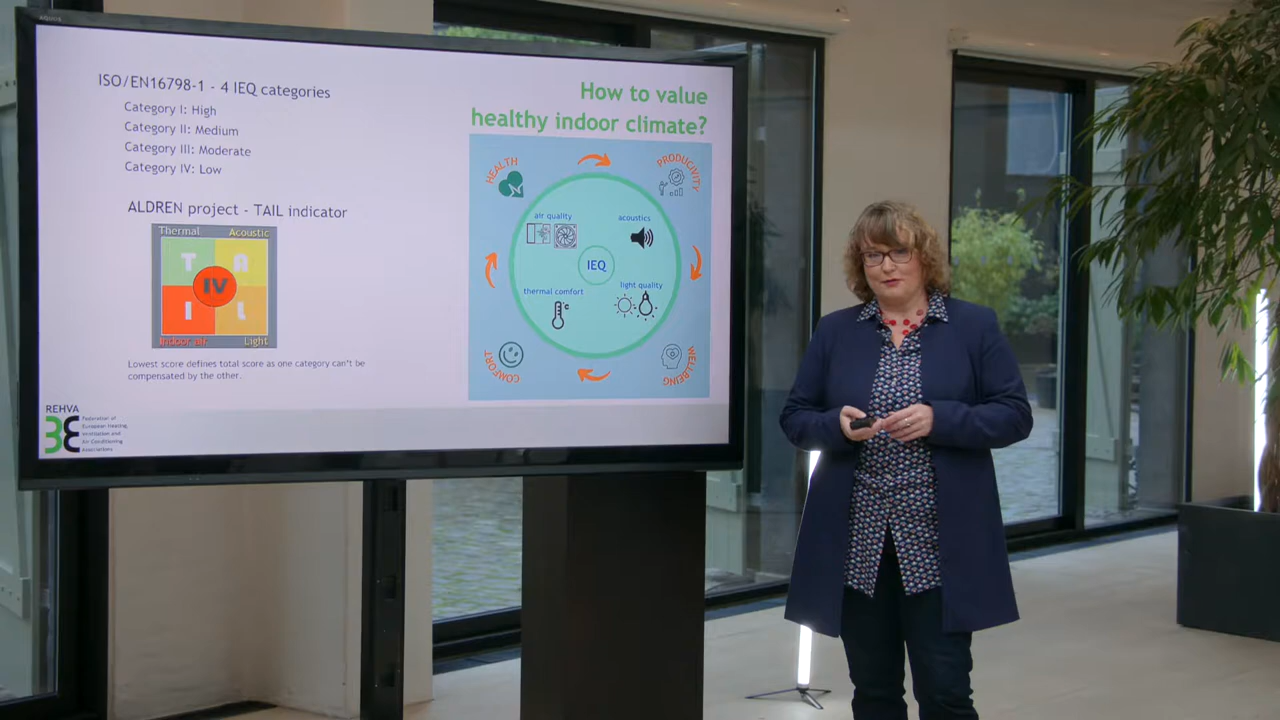 ISO/EN16798-1 - 4 IEQ categories
Category I: High
Category II: Medium
Category III: Moderate
Category IV: Low
ALDREN project - TAIL indicator
Thermal Acoustic
T A
IV
I L
Indoor air Light
Lowest score defines total score as one category can't be
compensated by the other.
REHVA
Federation of
European Heating,
Ventilation and
Air Conditioning
Associations
How to value
healthy indoor climate?
HEALTH
PRODUCIVITY
air quality
acoustics
IEQ
thermal comfort
light quality
°C
COMFORT
WELLBEING